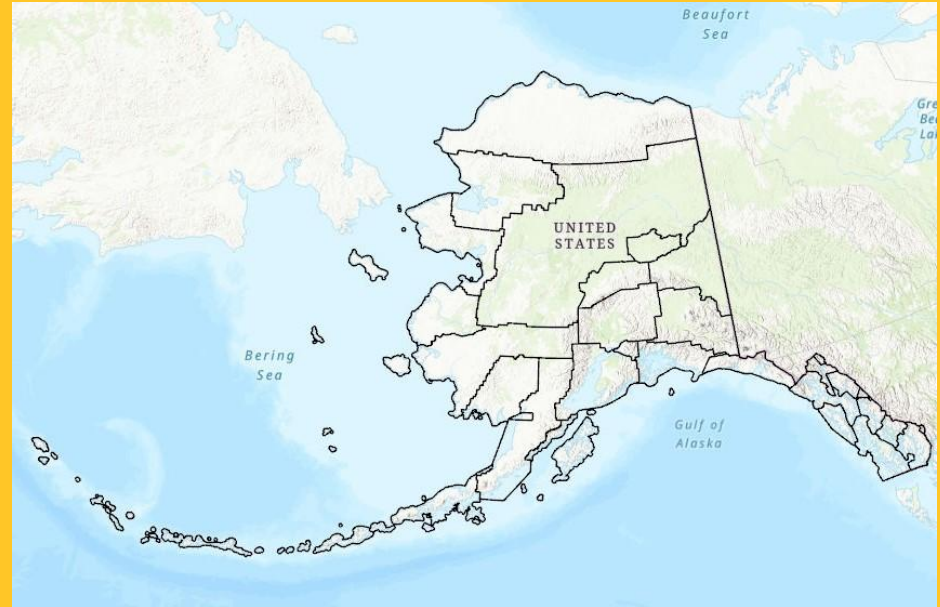 Beaufort
Sea
UNITED
STATES
Bering
Sea
Gulf of
Alaska